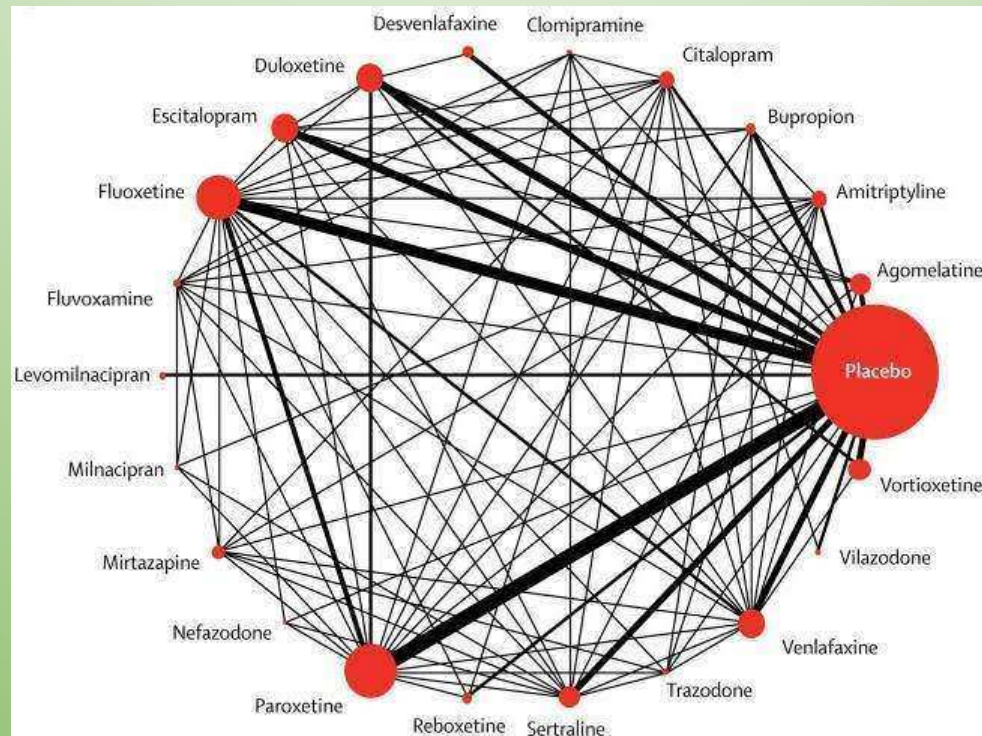 Desvenlafaxine
Clomipramine
Duloxetine
Citalopram
Escitalopram
Bupropion
Fluoxetine
Amitriptyline
Agomelatine
Fluvoxamine
Levomilnacipran
Placebo
Milnacipran
Vortioxetine
Mirtazapine
Vilazodone
Nefazodone
Venlafaxine
Paroxetine
Trazodone
Reboxetine
Sertraline